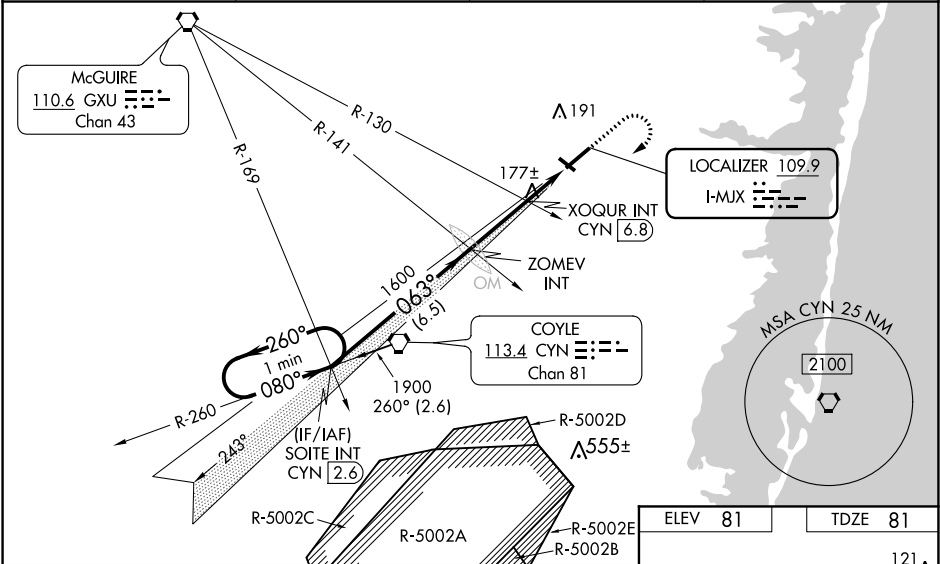 McGUIRE
110.6 GXU
Chan 43
R-130
R-141
R-169
191
177±
LOCALIZER 109.9
I-MJX
XOQUR INT
CYN 6.8
ZOMEV
INT
OM
1600
063°
(6.5)
COYLE
113.4 CYN
Chan 81
260°
1 min
080°
1900
260° (2.6)
R-260
243°
(IF/IAF)
SOITE INT
CYN 2.6
MSA CYN 25 NM
2100
R-5002D
555±
R-5002C
R-5002A
R-5002E
R-5002B
ELEV 81
TDZE 81
121